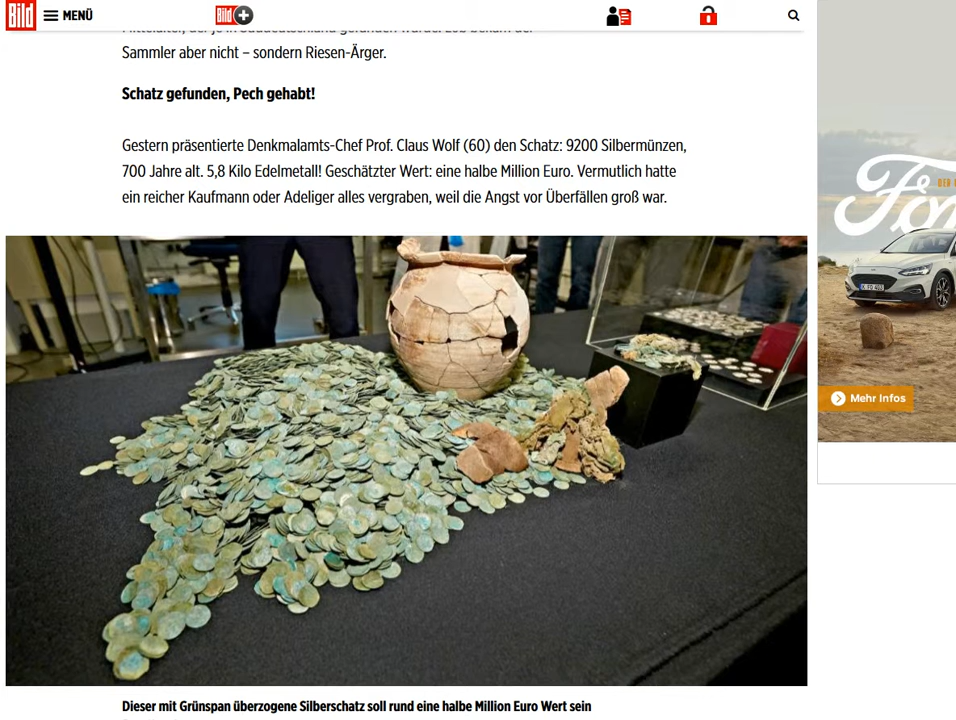 Bild
MENÜ
Bild
Sammler aber nicht – sondern Riesen-Ärger.
Schatz gefunden, Pech gehabt!
Gestern präsentierte Denkmalamts-Chef Prof. Claus Wolf (60) den Schatz: 9200 Silbermünzen,
700 Jahre alt. 5,8 Kilo Edelmetall! Geschätzter Wert: eine halbe Million Euro. Vermutlich hatte
ein reicher Kaufmann oder Adeliger alles vergraben, weil die Angst vor Überfällen groß war.
DER
Mehr Infos
Dieser mit Grünspan überzogene Silberschatz soll rund eine halbe Million Euro Wert sein